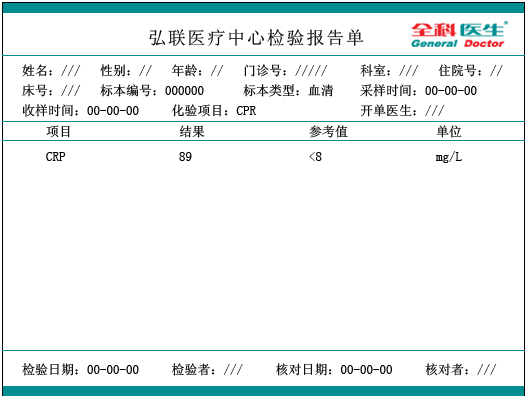 弘联医疗中心检验报告单
全科医生
General Doctor
姓名：/// 性别：// 年龄：// 门诊号：///// 科室：/// 住院号：//
床号：/// 标本编号：000000 标本类型：血清 采样时间：00-00-00
收样时间：00-00-00 化验项目：CPR 开单医生：///
项目 结果 参考值 单位
CRP 89 <8 mg/L
检验日期：00-00-00 检验者：/// 核对日期：00-00-00 核对者：///